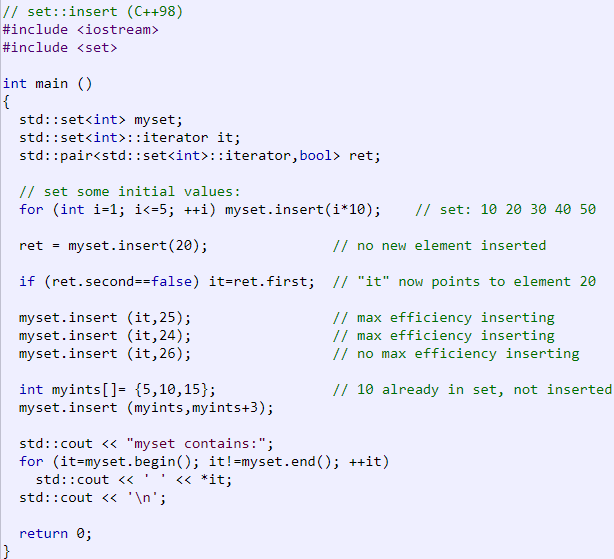 // set::insert (C++98)
#include <iostream>
#include <set>

int main ()
{
  std::set<int> myset;
  std::set<int>::iterator it;
  std::pair<std::set<int>::iterator,bool> ret;

  // set some initial values:
  for (int i=1; i<=5; ++i) myset.insert(i*10);    // set: 10 20 30 40 50

  ret = myset.insert(20);               // no new element inserted

  if (ret.second==false) it=ret.first;  // "it" now points to element 20

  myset.insert (it,25);                 // max efficiency inserting
  myset.insert (it,24);                 // max efficiency inserting
  myset.insert (it,26);                 // no max efficiency inserting

  int myints[]= {5,10,15};              // 10 already in set, not inserted
  myset.insert (myints,myints+3);

  std::cout << "myset contains:";
  for (it=myset.begin(); it!=myset.end(); ++it)
    std::cout << ' ' << *it;
  std::cout << '\n';

  return 0;
}